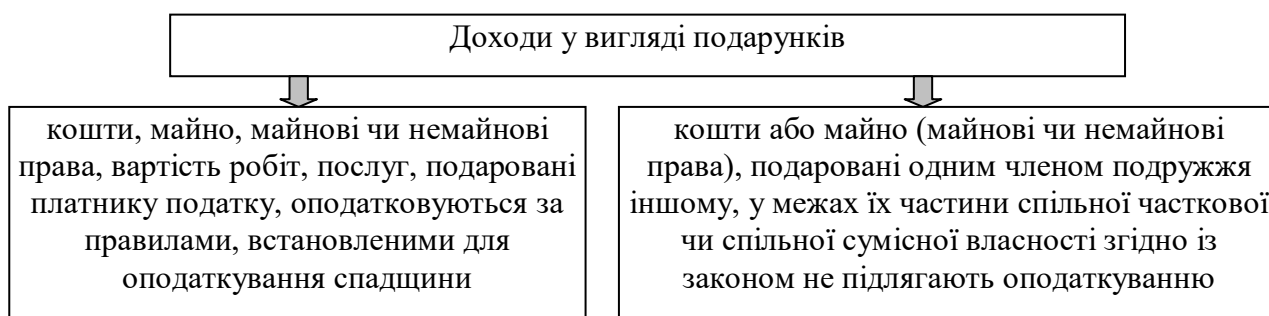 Доходи у вигляді подарунків
кошти, майно, майнові чи немайнові
права, вартість робіт, послуг, подаровані
платнику податку, оподатковуються за
правилами, встановленими для
оподаткування спадщини
кошти або майно (майнові чи немайнові
права), подаровані одним членом подружжя
іншому, у межах їх частини спільної часткової
чи спільної сумісної власності згідно із
законом не підлягають оподаткуванню